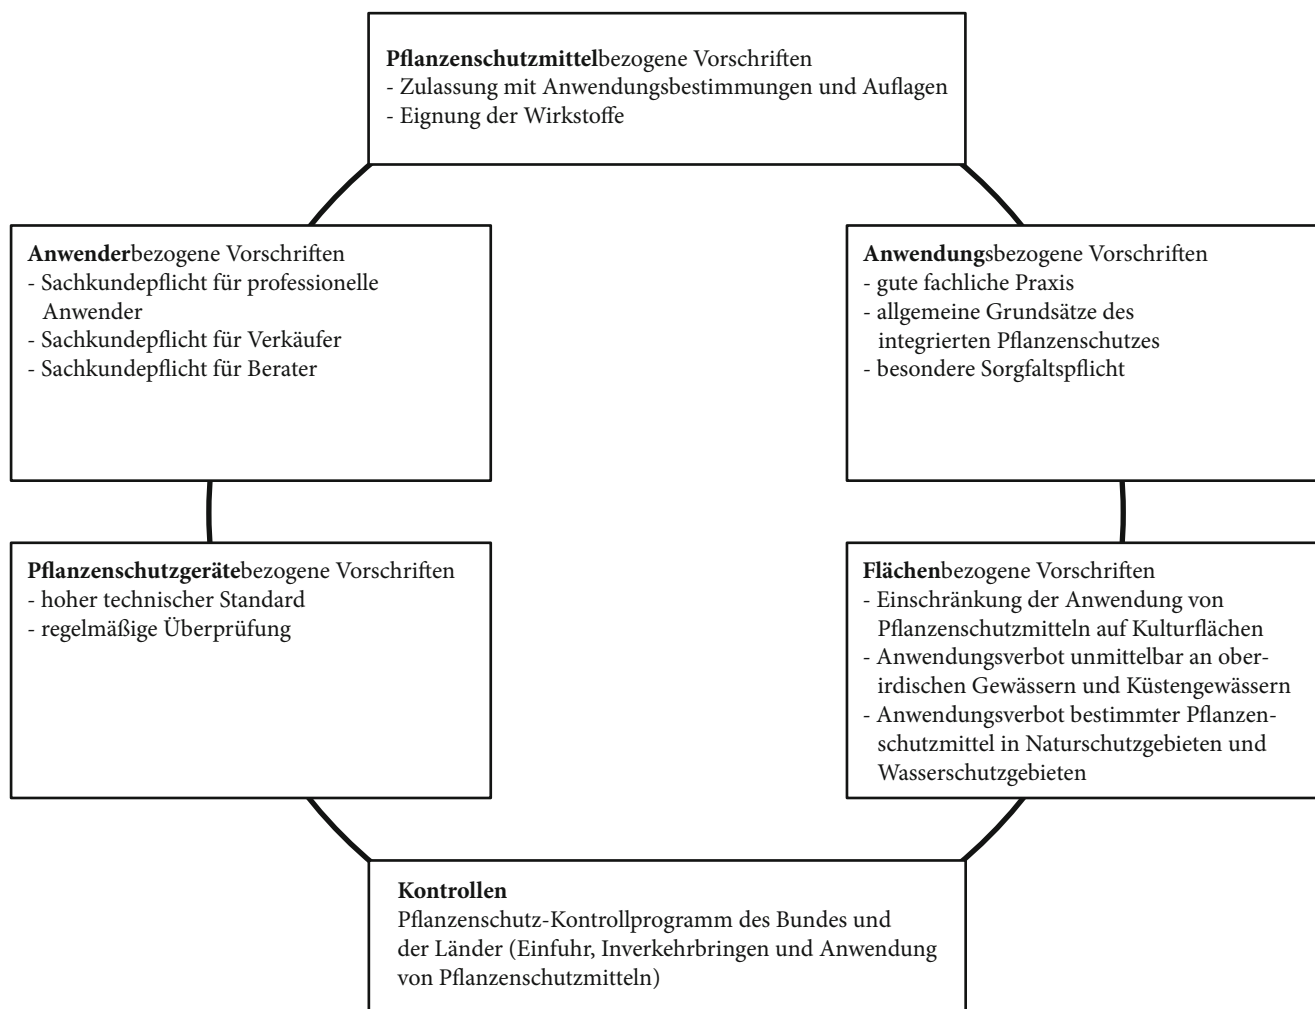 Pflanzenschutzmittelbezogene Vorschriften
- Zulassung mit Anwendungsbestimmungen und Auflagen
- Eignung der Wirkstoffe
Anwenderbezogene Vorschriften
- Sachkundepflicht für professionelle
Anwender
- Sachkundepflicht für Verkäufer
- Sachkundepflicht für Berater
Anwendungsbezogene Vorschriften
- gute fachliche Praxis
- allgemeine Grundsätze des
integrierten Pflanzenschutzes
- besondere Sorgfaltspflicht
Pflanzenschutzgerätebezogene Vorschriften
- hoher technischer Standard
- regelmäßige Überprüfung
Flächenbezogene Vorschriften
- Einschränkung der Anwendung von
Pflanzenschutzmitteln auf Kulturflächen
- Anwendungsverbot unmittelbar an ober-
irdischen Gewässern und Küstengewässern
- Anwendungsverbot bestimmter Pflanzen-
schutzmittel in Naturschutzgebieten und
Wasserschutzgebieten
Kontrollen
Pflanzenschutz-Kontrollprogramm des Bundes und
der Länder (Einfuhr, Inverkehrbringen und Anwendung
von Pflanzenschutzmitteln)